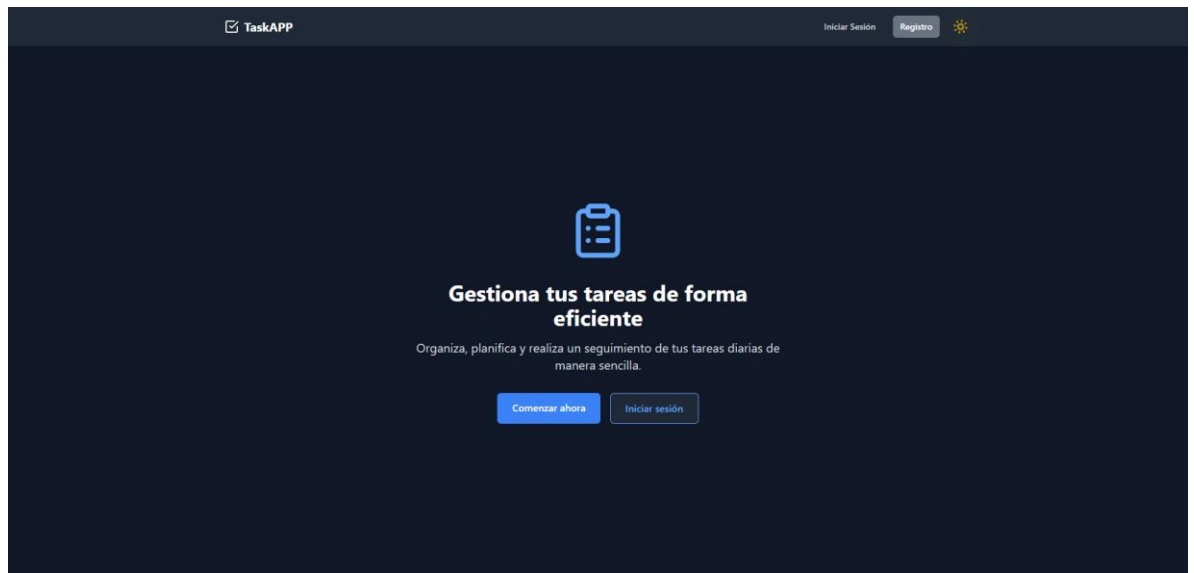 TaskAPP
Iniciar Sesión
Registro
Gestiona tus tareas de forma
eficiente
Organiza, planifica y realiza un seguimiento de tus tareas diarias de
manera sencilla.
Comenzar ahora
Iniciar sesión